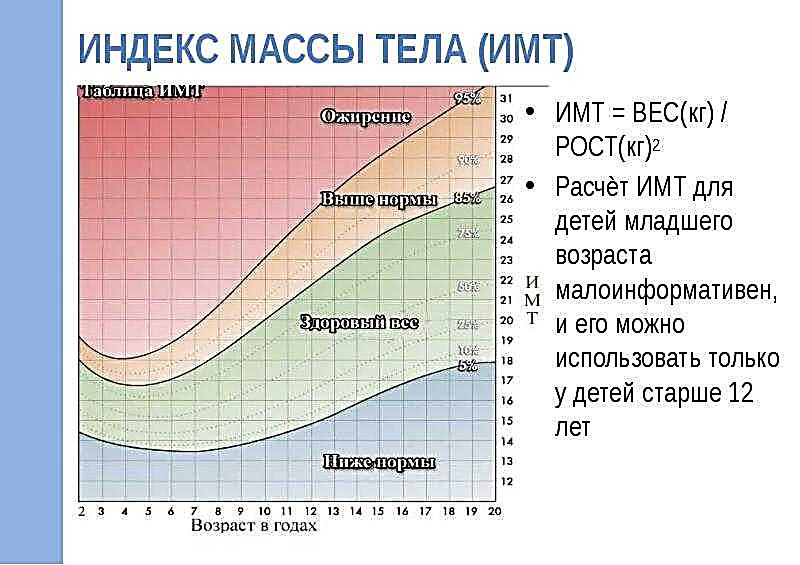 ИНДЕКС МАССЫ ТЕЛА (ИМТ)
Таблица ИМТ
Ожирение
Выше нормы
Здоровый вес
Ниже нормы
95%
90%
85%
75%
50%
25%
10%
5%
31
30
29
28
27
26
25
24
23
22
21
20
19
18
17
16
15
14
13
12
И
М
Т
2 3 4 5 6 7 8 9 10 11 12 13 14 15 16 17 18 19 20
Возраст в годах
• ИМТ = ВЕС(кг) /
РОСТ(кг)²
• Расчѐт ИМТ для
детей младшего
возраста
малоинформативен,
и его можно
использовать только
у детей старше 12
лет